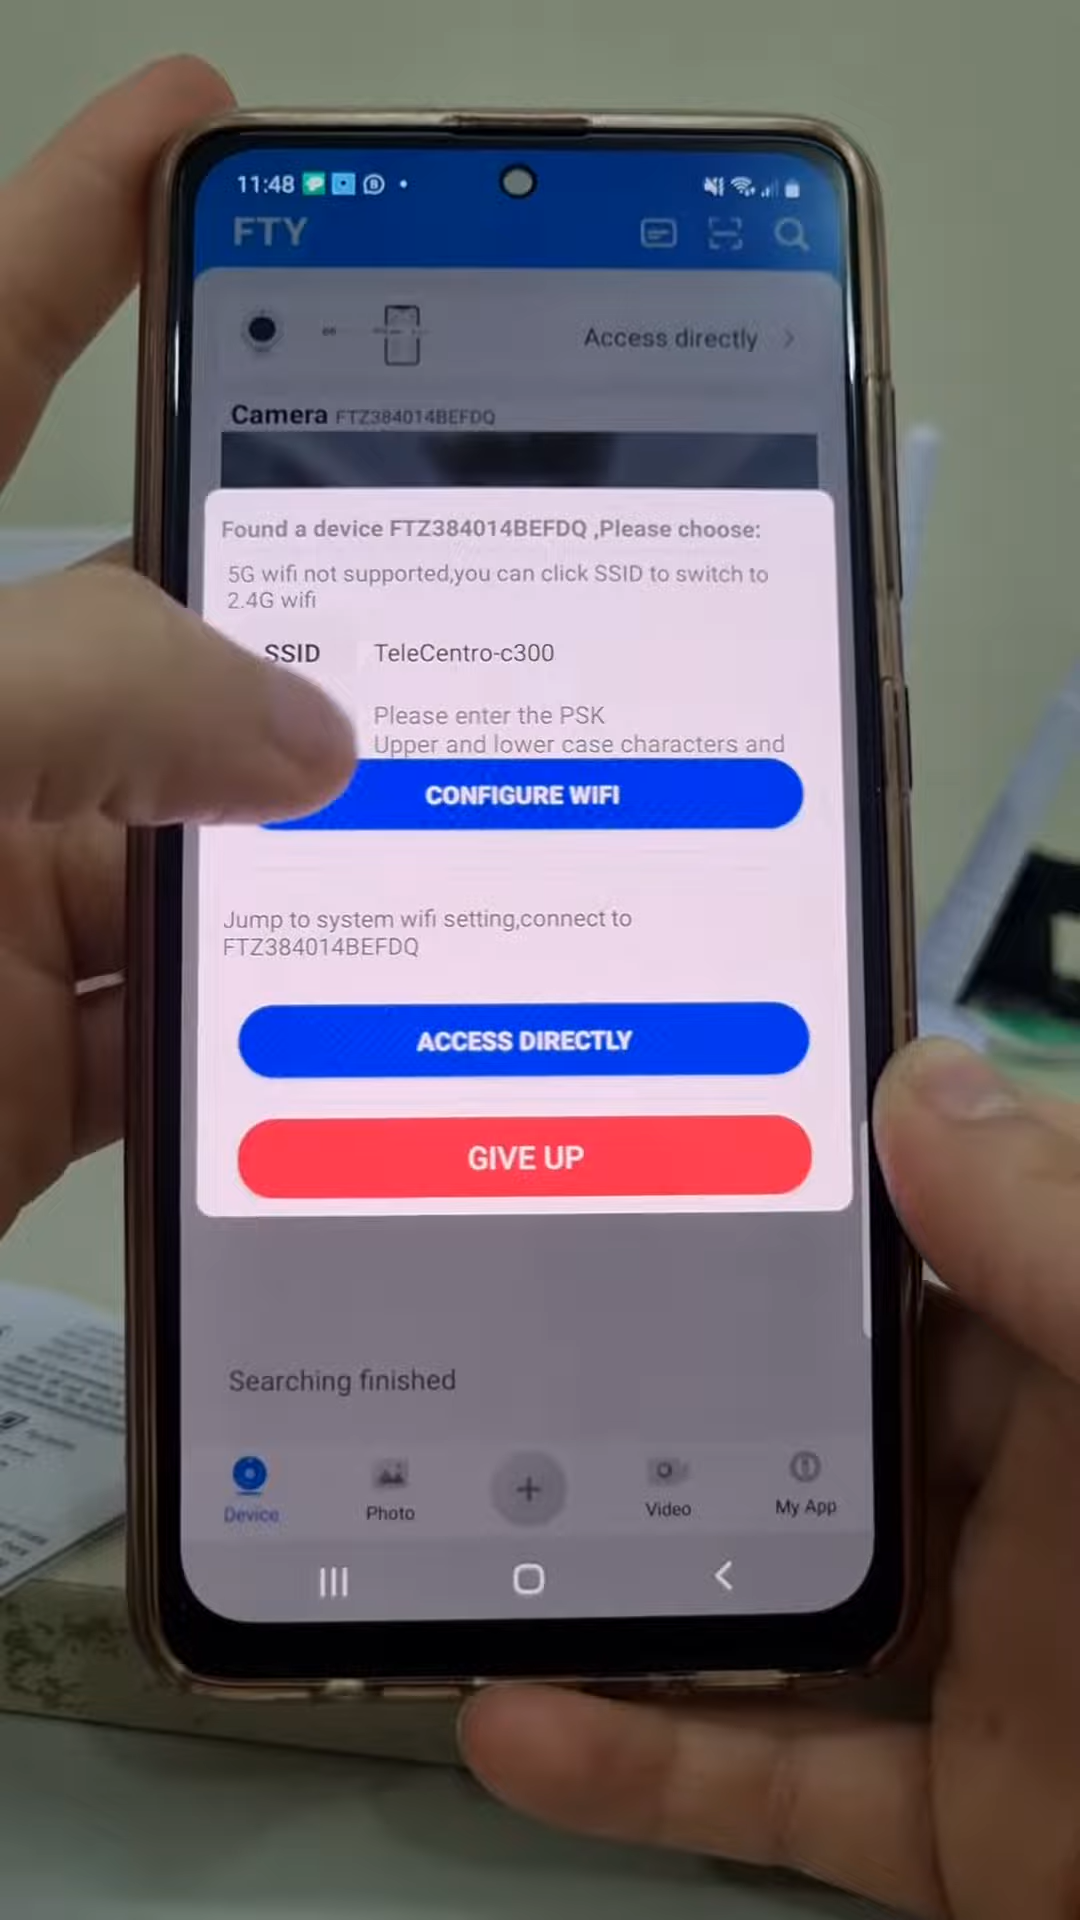 11:48
FTY
Access directly
Camera FTZ384014BEFDQ
Found a device FTZ384014BEFDQ ,Please choose:
5G wifi not supported,you can click SSID to switch to
2.4G wifi
SSID TeleCentro-c300
Please enter the PSK
Upper and lower case characters and
CONFIGURE WIFI
Jump to system wifi setting,connect to
FTZ384014BEFDQ
ACCESS DIRECTLY
GIVE UP
Searching finished
Device Photo Video My App